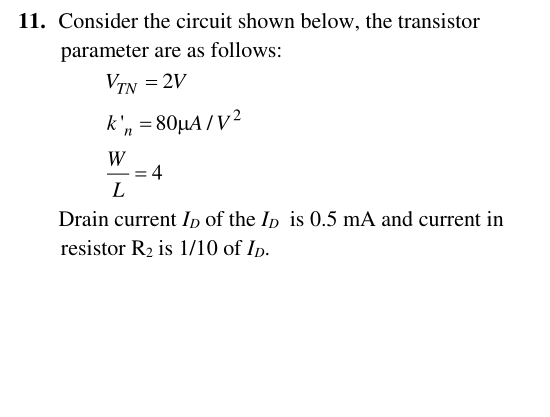 11. Consider the circuit shown below, the transistor
parameter are as follows:
V_TN = 2V
k'_n = 80μA / V²
W/L = 4
Drain current I_D of the I_D is 0.5 mA and current in
resistor R₂ is 1/10 of I_D.